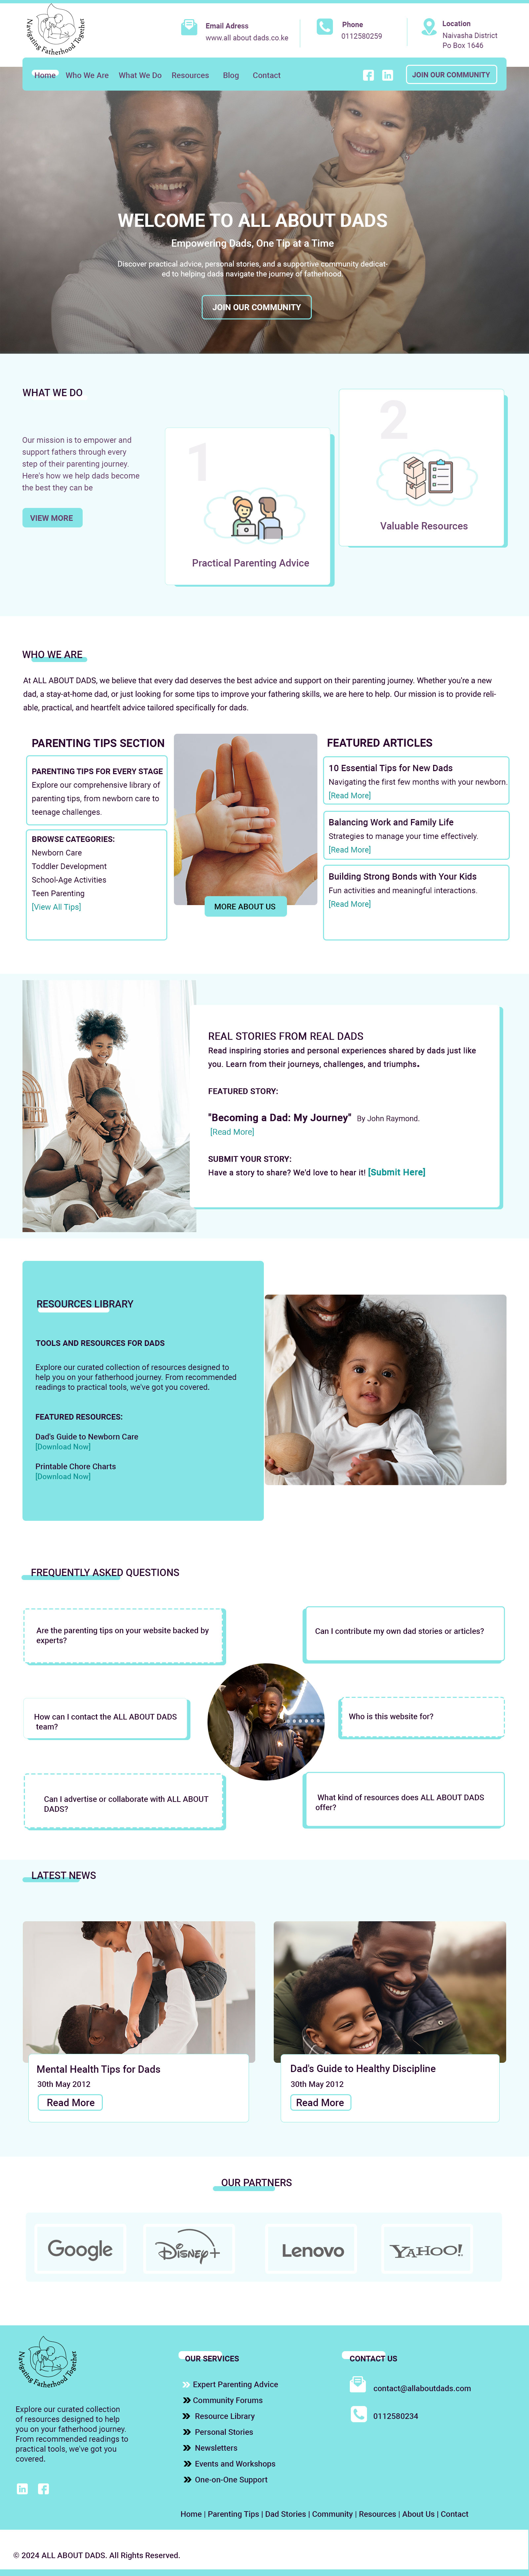 Navigating Fatherhood Together
Email Adress
www.all about dads.co.ke
Phone
0112580259
Location
Naivasha District
Po Box 1646
Home Who We Are What We Do Resources Blog Contact
JOIN OUR COMMUNITY
WELCOME TO ALL ABOUT DADS
Empowering Dads, One Tip at a Time
Discover practical advice, personal stories, and a supportive community dedicat-
ed to helping dads navigate the journey of fatherhood.
JOIN OUR COMMUNITY
WHAT WE DO
Our mission is to empower and
support fathers through every
step of their parenting journey.
Here's how we help dads become
the best they can be
VIEW MORE
1
Practical Parenting Advice
2
Valuable Resources
WHO WE ARE
At ALL ABOUT DADS, we believe that every dad deserves the best advice and support on their parenting journey. Whether you're a new
dad, a stay-at-home dad, or just looking for some tips to improve your fathering skills, we are here to help. Our mission is to provide reli-
able, practical, and heartfelt advice tailored specifically for dads.
PARENTING TIPS SECTION
PARENTING TIPS FOR EVERY STAGE
Explore our comprehensive library of
parenting tips, from newborn care to
teenage challenges.
BROWSE CATEGORIES:
Newborn Care
Toddler Development
School-Age Activities
Teen Parenting
[View All Tips]
MORE ABOUT US
FEATURED ARTICLES
10 Essential Tips for New Dads
Navigating the first few months with your newborn.
[Read More]
Balancing Work and Family Life
Strategies to manage your time effectively.
[Read More]
Building Strong Bonds with Your Kids
Fun activities and meaningful interactions.
[Read More]
REAL STORIES FROM REAL DADS
Read inspiring stories and personal experiences shared by dads just like
you. Learn from their journeys, challenges, and triumphs.
FEATURED STORY:
"Becoming a Dad: My Journey" By John Raymond.
[Read More]
SUBMIT YOUR STORY:
Have a story to share? We'd love to hear it! [Submit Here]
RESOURCES LIBRARY
TOOLS AND RESOURCES FOR DADS
Explore our curated collection of resources designed to
help you on your fatherhood journey. From recommended
readings to practical tools, we've got you covered.
FEATURED RESOURCES:
Dad's Guide to Newborn Care
[Download Now]
Printable Chore Charts
[Download Now]
FREQUENTLY ASKED QUESTIONS
Are the parenting tips on your website backed by
experts?
Can I contribute my own dad stories or articles?
How can I contact the ALL ABOUT DADS
team?
Who is this website for?
Can I advertise or collaborate with ALL ABOUT
DADS?
What kind of resources does ALL ABOUT DADS
offer?
LATEST NEWS
Mental Health Tips for Dads
30th May 2012
Read More
Dad's Guide to Healthy Discipline
30th May 2012
Read More
OUR PARTNERS
Google
Disney+
Lenovo
YAHOO!
Navigating Fatherhood Together
Explore our curated collection
of resources designed to help
you on your fatherhood journey.
From recommended readings to
practical tools, we've got you
covered.
OUR SERVICES
Expert Parenting Advice
Community Forums
Resource Library
Personal Stories
Newsletters
Events and Workshops
One-on-One Support
CONTACT US
contact@allaboutdads.com
0112580234
Home | Parenting Tips | Dad Stories | Community | Resources | About Us | Contact
© 2024 ALL ABOUT DADS. All Rights Reserved.